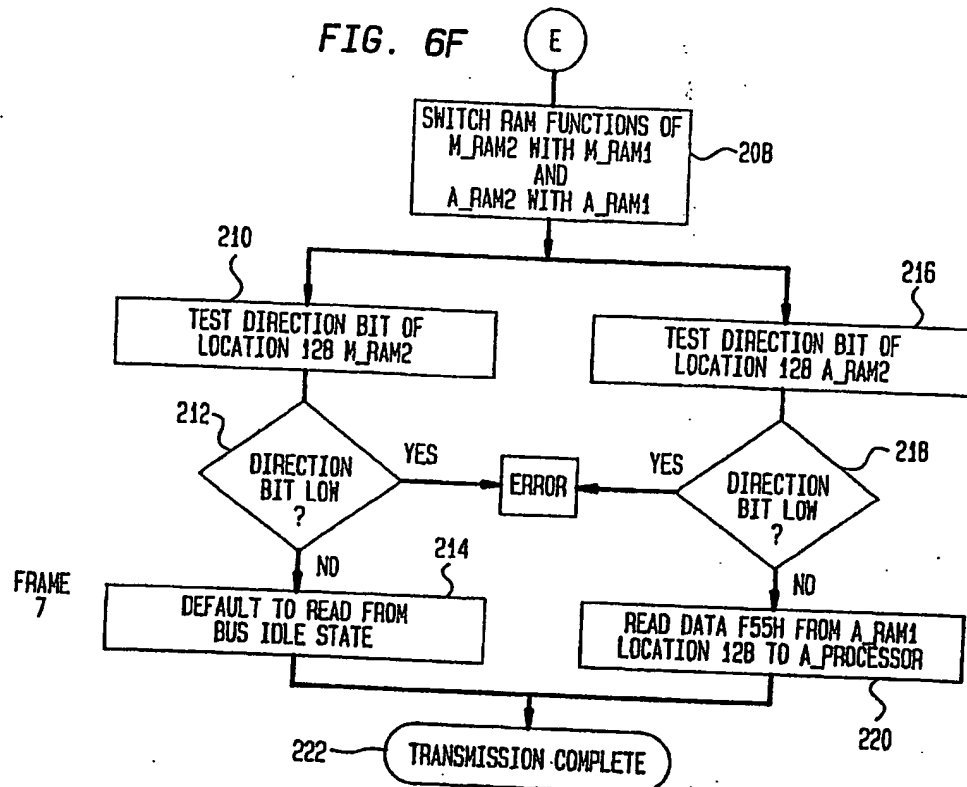 FIG. 6F
E
SWITCH RAM FUNCTIONS OF
M_RAM2 WITH M_RAM1
AND
A_RAM2 WITH A_RAM1
208
210
TEST DIRECTION BIT OF
LOCATION 128 M_RAM2
216
TEST DIRECTION BIT OF
LOCATION 128 A_RAM2
212
DIRECTION
BIT LOW
?
YES
ERROR
YES
218
DIRECTION
BIT LOW
?
NO
214
NO
FRAME
7
DEFAULT TO READ FROM
BUS IDLE STATE
READ DATA F55H FROM A_RAM1
LOCATION 128 TO A_PROCESSOR
220
222
TRANSMISSION COMPLETE